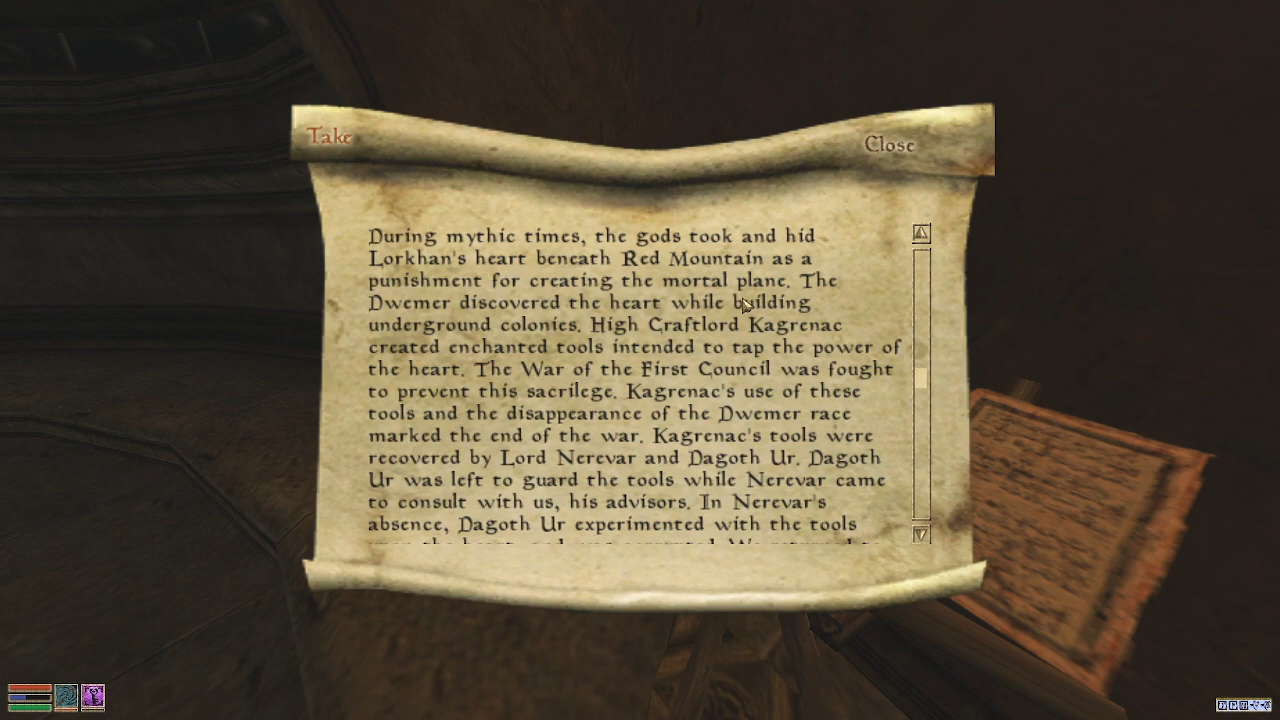 Take
Close
During mythic times, the gods took and hid
Lorkhan's heart beneath Red Mountain as a
punishment for creating the mortal plane. The
Dwemer discovered the heart while building
underground colonies. High Craftlord Kagrenac
created enchanted tools intended to tap the power of
the heart. The War of the First Council was fought
to prevent this sacrilege. Kagrenac's use of these
tools and the disappearance of the Dwemer race
marked the end of the war. Kagrenac's tools were
recovered by Lord Nerevar and Dagoth Ur. Dagoth
Ur was left to guard the tools while Nerevar came
to consult with us, his advisors. In Nerevar's
absence, Dagoth Ur experimented with the tools